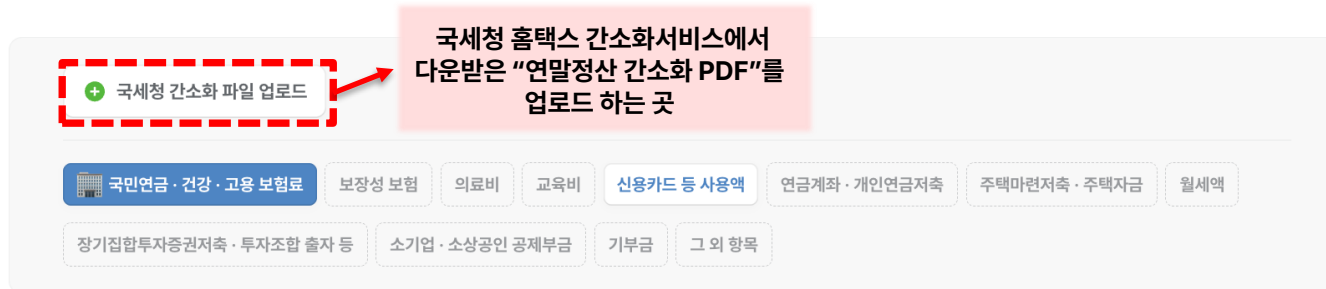 국세청 홈택스 간소화서비스에서
다운받은 “연말정산 간소화 PDF”를
업로드 하는 곳
국세청 간소화 파일 업로드
국민연금 · 건강 · 고용 보험료
보장성 보험
의료비
교육비
신용카드 등 사용액
연금계좌 · 개인연금저축
주택마련저축 · 주택자금
월세액
장기집합투자증권저축 · 투자조합 출자 등
소기업 · 소상공인 공제부금
기부금
그 외 항목